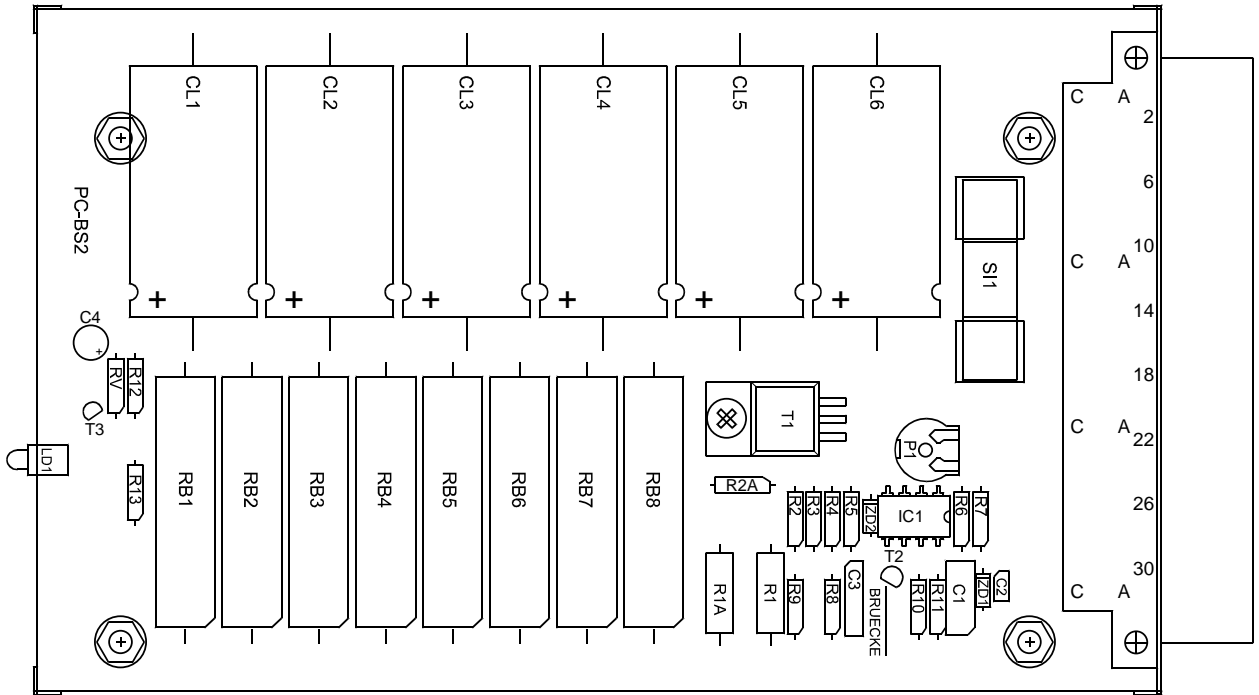 CL1
CL2
CL3
CL4
CL5
CL6
C A
2
6
PC-BS2
10
C A
SI1
14
+
+
+
+
+
+
C4
+
RV
R12
18
T3
T1
C A
22
P1
LD1
R13
RB1
RB2
RB3
RB4
RB5
RB6
RB7
RB8
R2A
R2
R3
R4
R5
ZD2
IC1
R6
R7
26
T2
30
R1A
R1
R9
R8
C3
BRUECKE
R10
R11
C1
ZD1
C2
C A